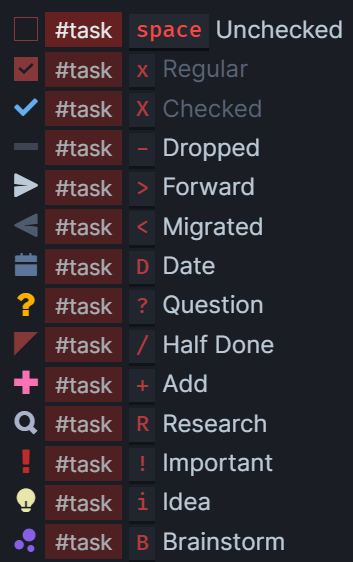 #task space Unchecked
#task x Regular
#task X Checked
#task - Dropped
#task > Forward
#task < Migrated
#task D Date
? #task ? Question
#task / Half Done
#task + Add
#task R Research
! #task ! Important
#task i Idea
#task B Brainstorm